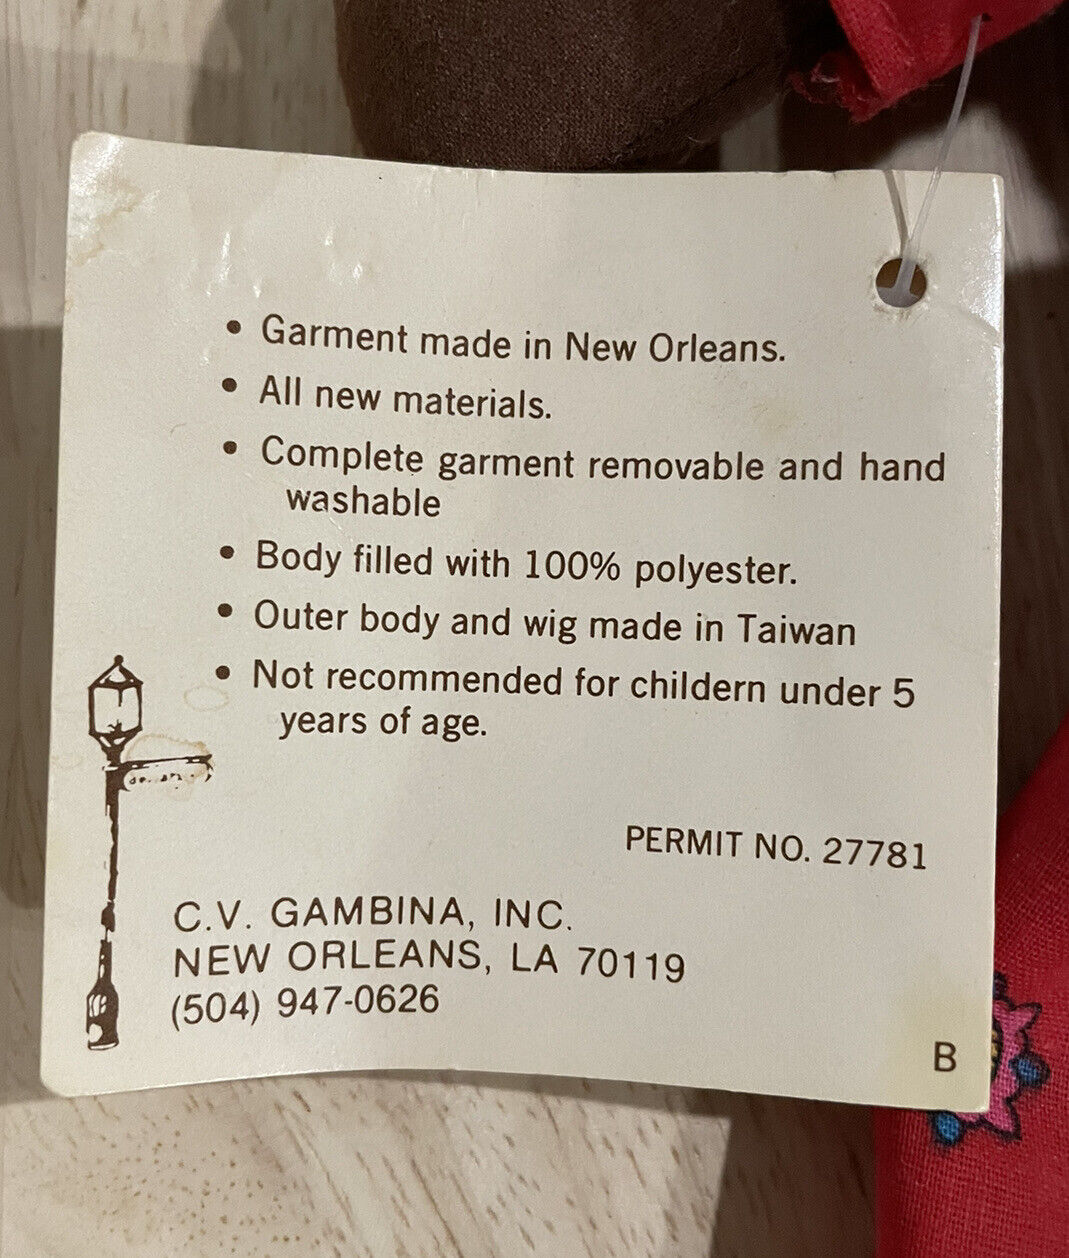 • Garment made in New Orleans.
• All new materials.
• Complete garment removable and hand
washable
• Body filled with 100% polyester.
• Outer body and wig made in Taiwan
• Not recommended for childern under 5
years of age.
PERMIT NO. 27781
C.V. GAMBINA, INC.
NEW ORLEANS, LA 70119
(504) 947-0626
B